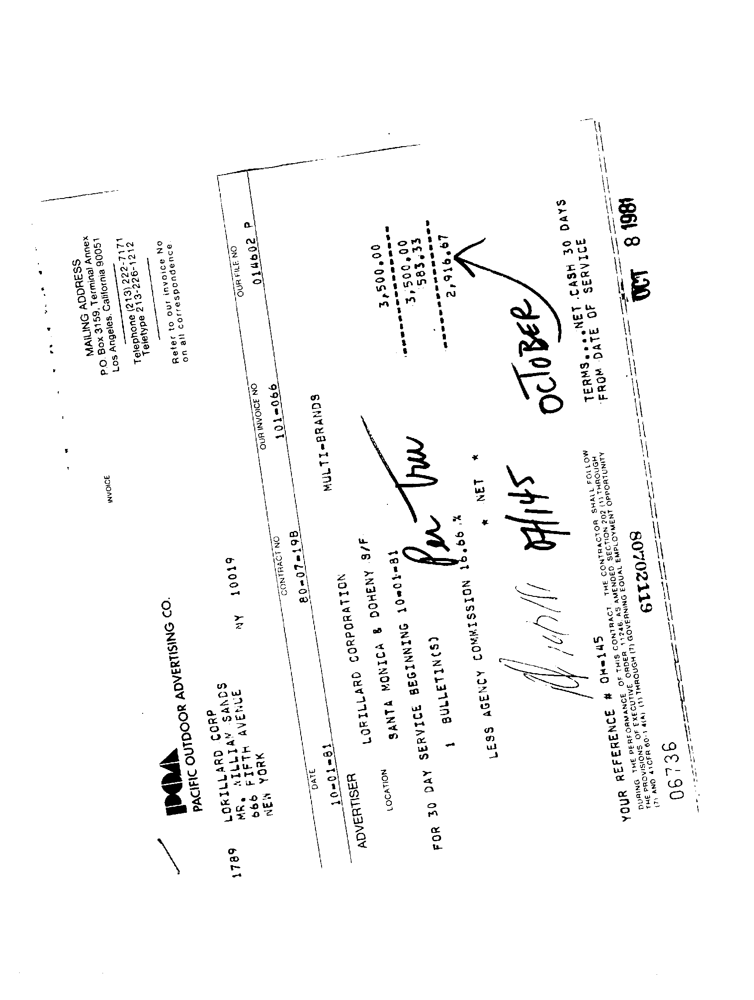 MAILING ADDRESS
P.O. Box 3159, Terminal Annex
Los Angeles, California 90051
Telephone (213) 222-7171
Teletype 213-226-1212
Refer to our invoice No
on all correspondence
INVOICE
POA
PACIFIC OUTDOOR ADVERTISING CO.
1789 LORILLARD CORP
MR. WILLIAM SANDS
666 FIFTH AVENUE
NEW YORK NY 10019
DATE CONTRACT NO OUR INVOICE NO OUR FILE NO
10-01-81 80-07-198 101-066 014602 P
ADVERTISER LORILLARD CORPORATION MULTI-BRANDS
LOCATION SANTA MONICA & DOHENY S/F
FOR 30 DAY SERVICE BEGINNING 10-01-81
1 BULLETIN(S) 3,500.00
3,500.00
LESS AGENCY COMMISSION 16.66 % 583.33
* NET * 2,916.67
Per Tru
07/145
OCTOBER
TERMS....NET CASH 30 DAYS
FROM DATE OF SERVICE
YOUR REFERENCE # OH-145
DURING THE PERFORMANCE OF THIS CONTRACT, THE CONTRACTOR SHALL FOLLOW
THE PROVISIONS OF EXECUTIVE ORDER 11246, AS AMENDED SECTION 202 (1) THROUGH
(7) AND 41CFR 60-1 4(A) (1) THROUGH (7) GOVERNING EQUAL EMPLOYMENT OPPORTUNITY
OCT 8 1981
06736
80702119